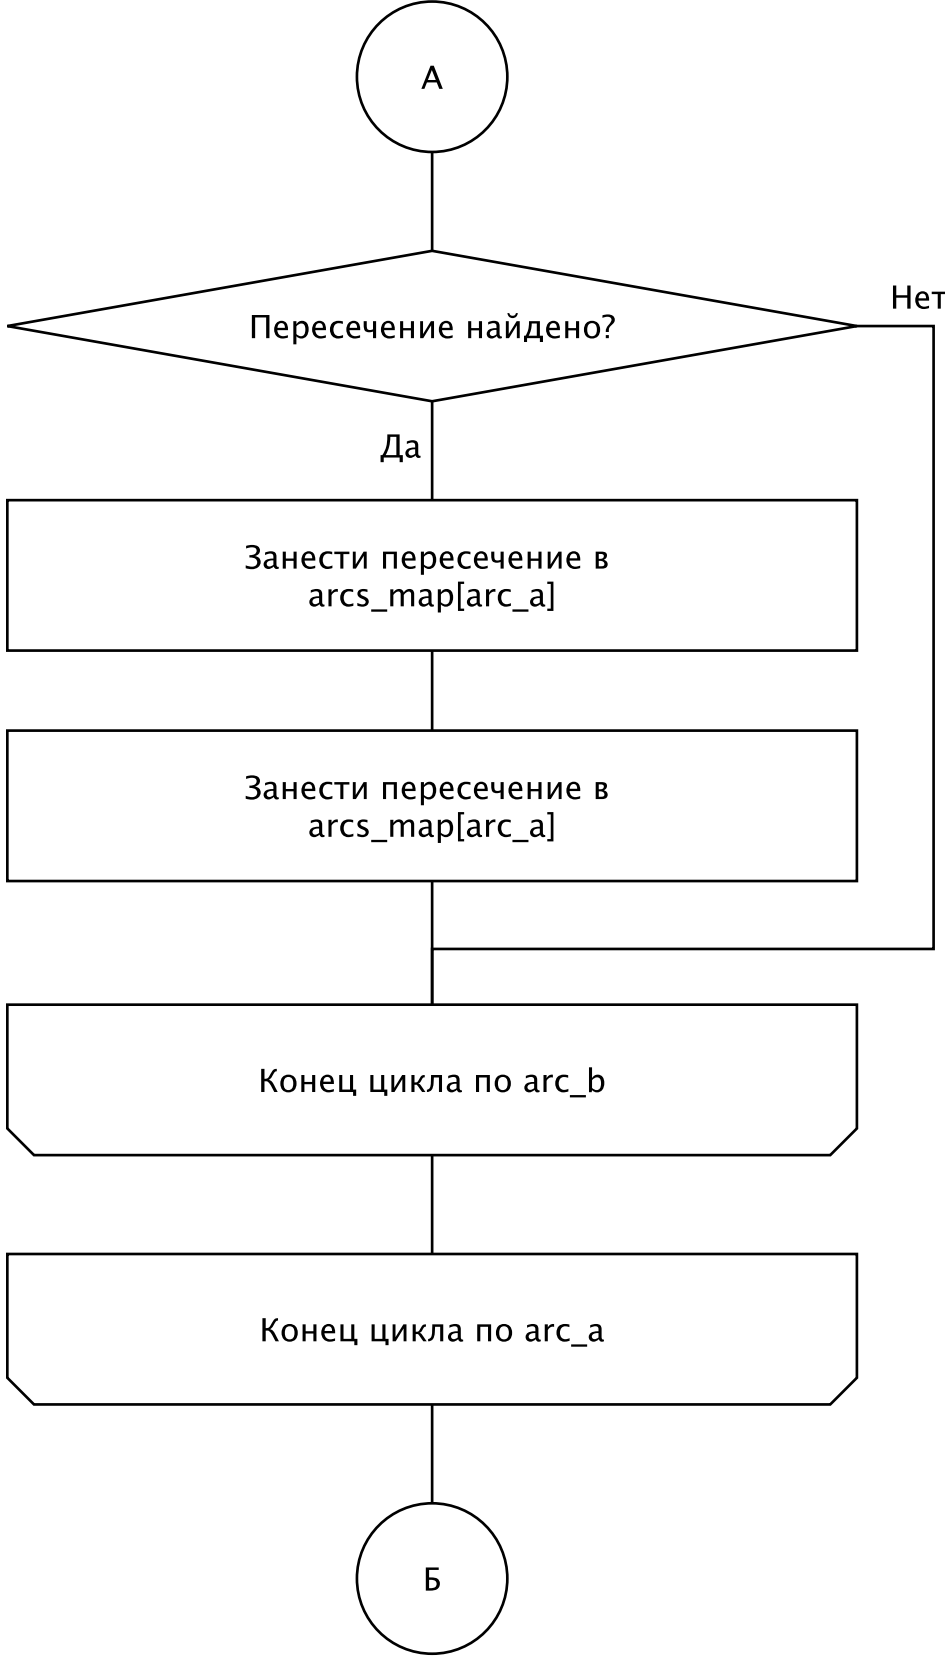 А
Пересечение найдено?
Нет
Да
Занести пересечение в
arcs_map[arc_a]
Занести пересечение в
arcs_map[arc_a]
Конец цикла по arc_b
Конец цикла по arc_a
Б